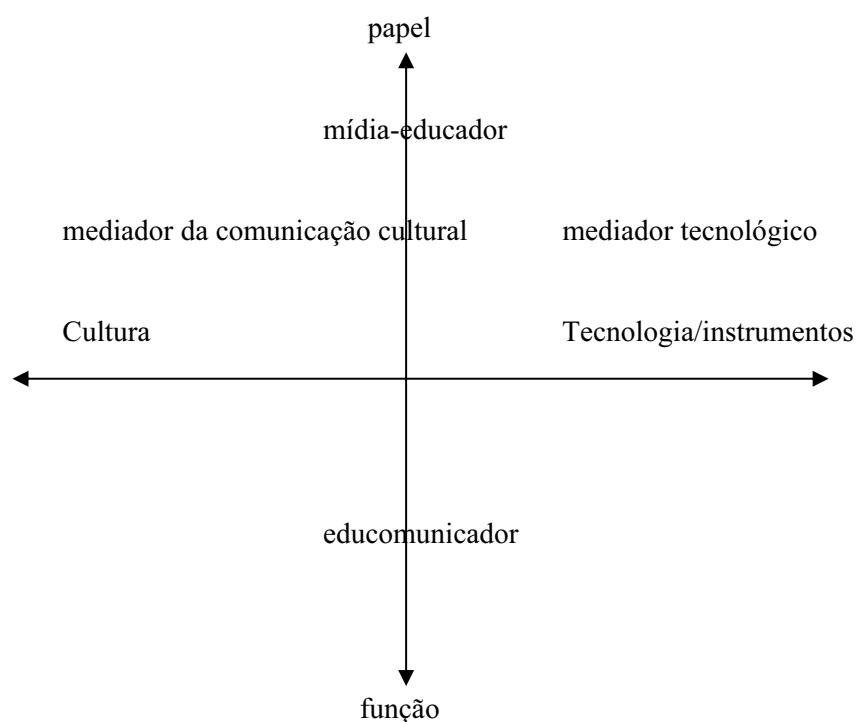 papel
mídia-educador
mediador da comunicação cultural mediador tecnológico
Cultura Tecnologia/instrumentos
educomunicador
função